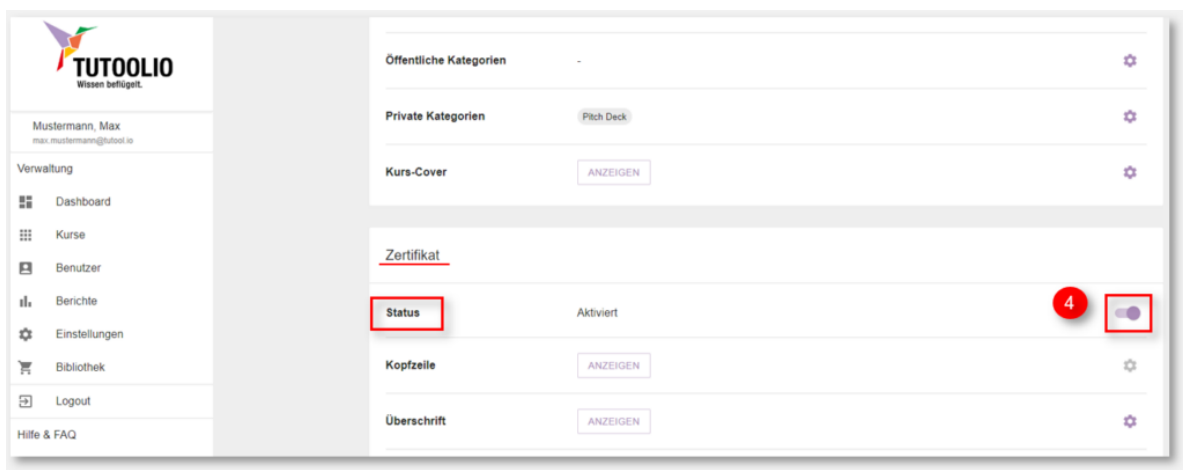 TUTOOLIO
Wissen beflügelt.
Mustermann, Max
max.mustermann@tutool.io
Verwaltung
Dashboard
Kurse
Benutzer
Berichte
Einstellungen
Bibliothek
Logout
Hilfe & FAQ
Öffentliche Kategorien -
Private Kategorien Pitch Deck
Kurs-Cover ANZEIGEN
Zertifikat
Status Aktiviert 4
Kopfzeile ANZEIGEN
Überschrift ANZEIGEN